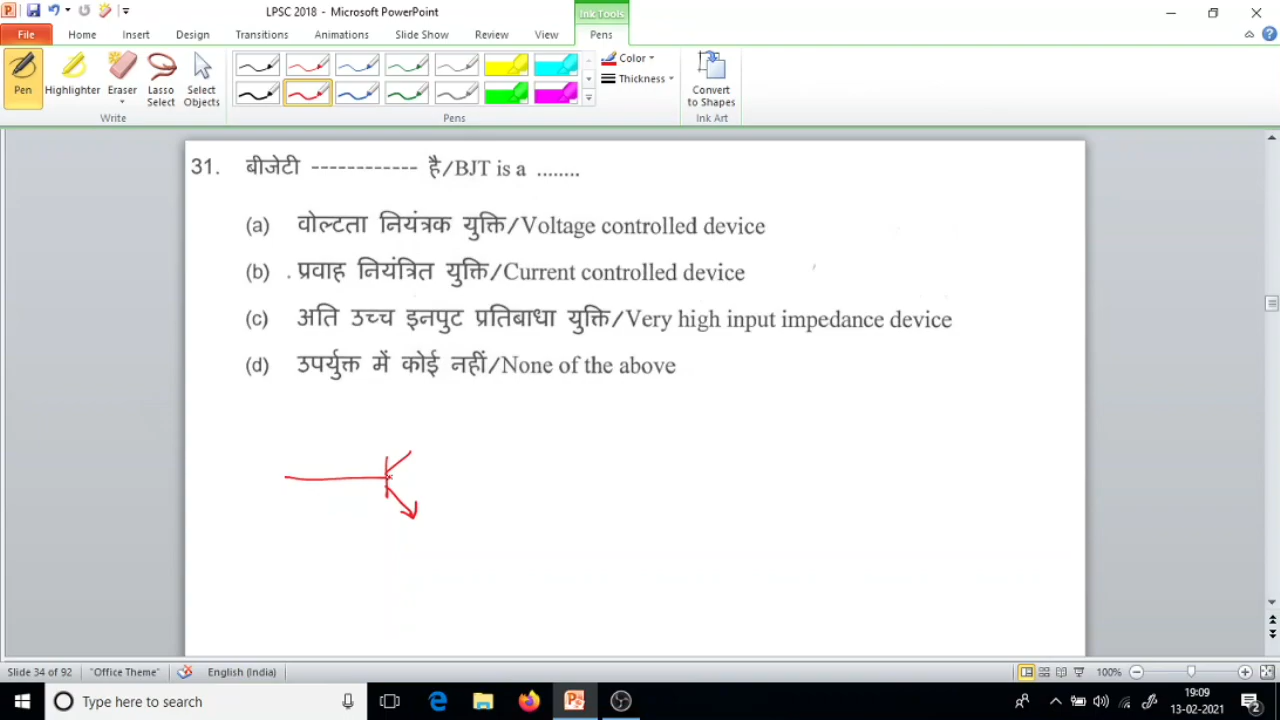 LPSC 2018 - Microsoft PowerPoint
Ink Tools
File Home Insert Design Transitions Animations Slide Show Review View Pens
Pen Highlighter Eraser Lasso Select Select Objects
Color
Thickness
Convert to Shapes
Write Pens Ink Art
31. बीजेटी ------------ है/BJT is a ........
(a) वोल्टता नियंत्रक युक्ति/Voltage controlled device
(b) . प्रवाह नियंत्रित युक्ति/Current controlled device
(c) अति उच्च इनपुट प्रतिबाधा युक्ति/Very high input impedance device
(d) उपर्युक्त में कोई नहीं/None of the above
Slide 34 of 92 "Office Theme" English (India) 100%
Type here to search
19:09
13-02-2021
2